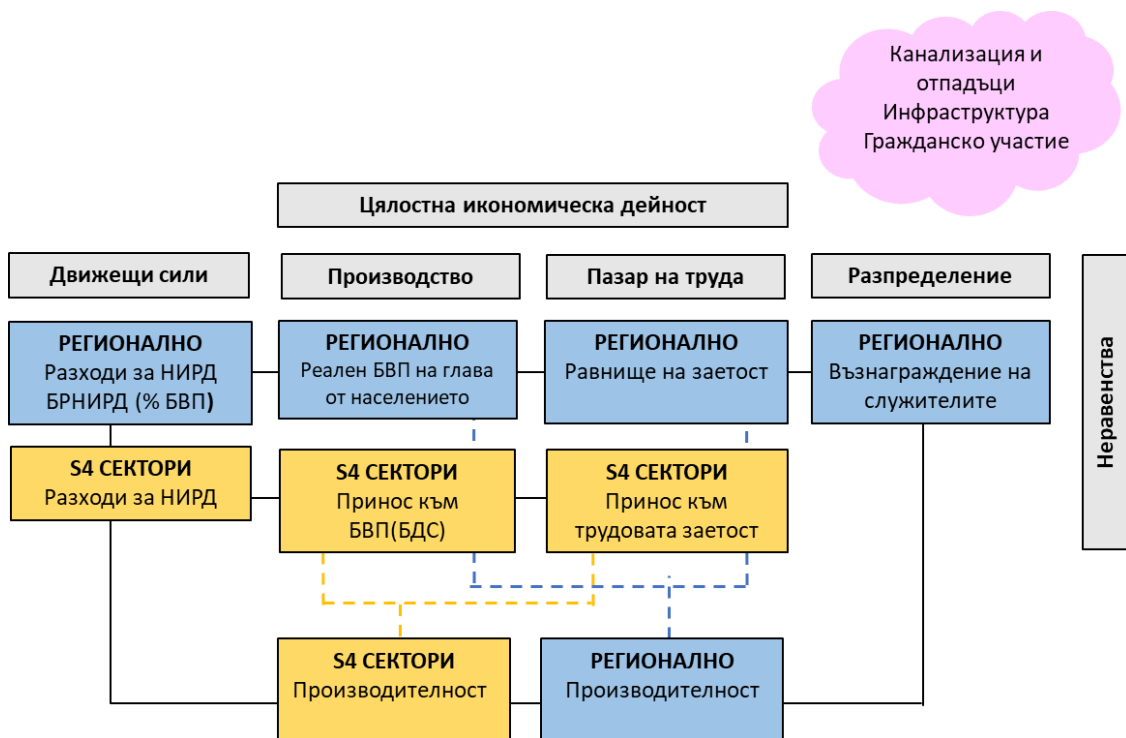 Канализация и
отпадъци
Инфраструктура
Гражданско участие
Цялостна икономическа дейност
Движещи сили
Производство
Пазар на труда
Разпределение
Неравенства
РЕГИОНАЛНО
Разходи за НИРД
БРНИРД (% БВП)
РЕГИОНАЛНО
Реален БВП на глава
от населението
РЕГИОНАЛНО
Равнище на заетост
РЕГИОНАЛНО
Възнаграждение на
служителите
S4 СЕКТОРИ
Разходи за НИРД
S4 СЕКТОРИ
Принос към
БВП(БДС)
S4 СЕКТОРИ
Принос към
трудовата заетост
S4 СЕКТОРИ
Производителност
РЕГИОНАЛНО
Производителност